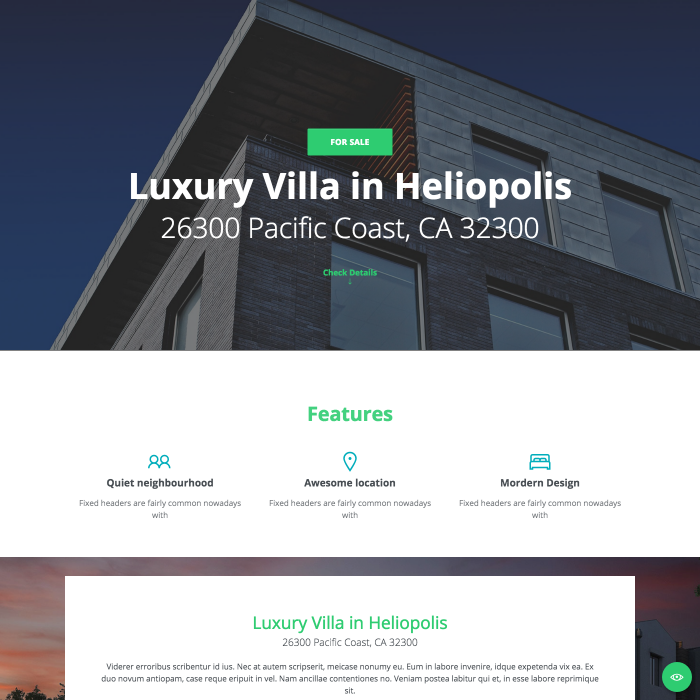 FOR SALE
Luxury Villa in Heliopolis
26300 Pacific Coast, CA 32300
Check Details
↓
Features
Quiet neighbourhood
Fixed headers are fairly common nowadays
with
Awesome location
Fixed headers are fairly common nowadays
with
Mordern Design
Fixed headers are fairly common nowadays
with
Luxury Villa in Heliopolis
26300 Pacific Coast, CA 32300
Viderer erroribus scribentur id ius. Nec at autem scripserit, meicase nonumy eu. Eum in labore invenire, idque expetenda vix ea. Ex
duo novum antiopam, case reque eripuit in vel. Nam ancillae contentiones no. Veniam postea labitur qui et, in esse labore reprimique
sit.